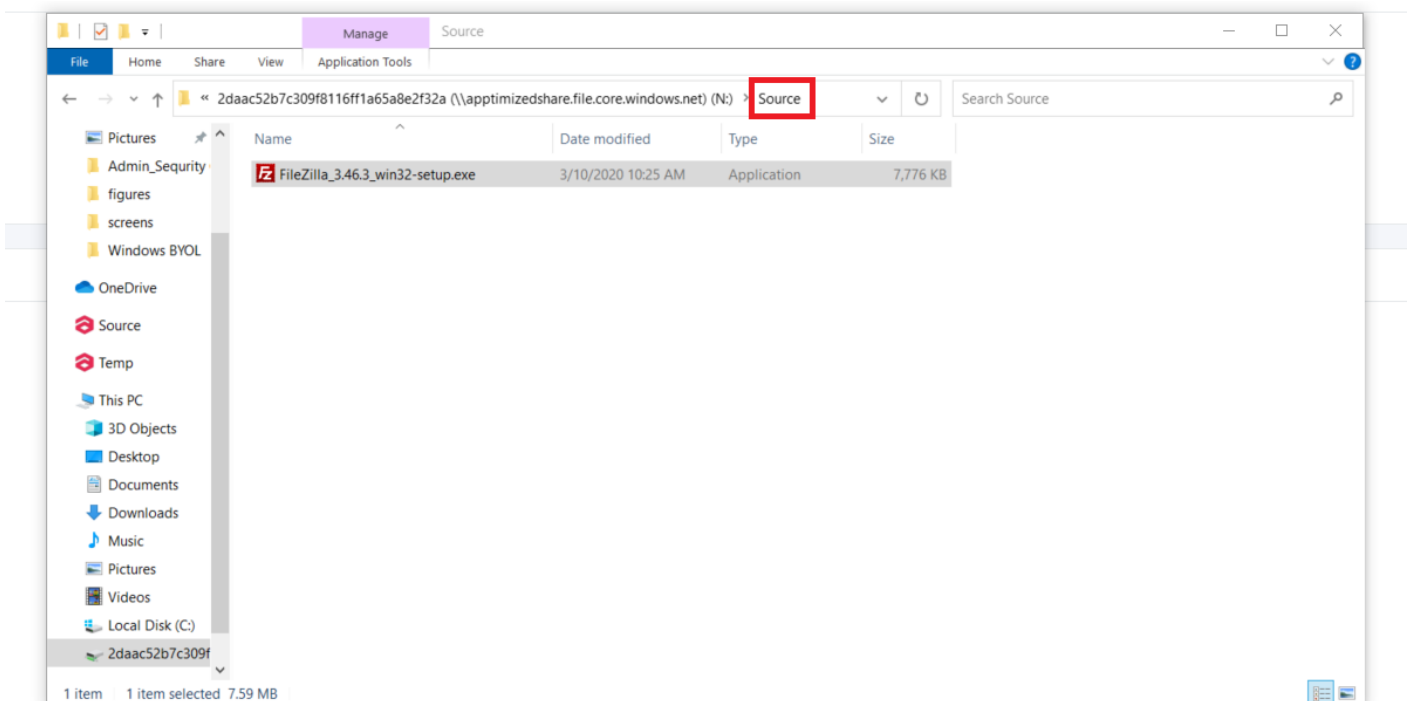 Manage Source
File Home Share View Application Tools
« 2daac52b7c309f8116ff1a65a8e2f32a (\\apptimizedshare.file.core.windows.net) (N:) > Source
Search Source
Name Date modified Type Size
FileZilla_3.46.3_win32-setup.exe 3/10/2020 10:25 AM Application 7,776 KB
Pictures
Admin_Sequrity
figures
screens
Windows BYOL
OneDrive
Source
Temp
This PC
3D Objects
Desktop
Documents
Downloads
Music
Pictures
Videos
Local Disk (C:)
2daac52b7c309f
1 item 1 item selected 7.59 MB